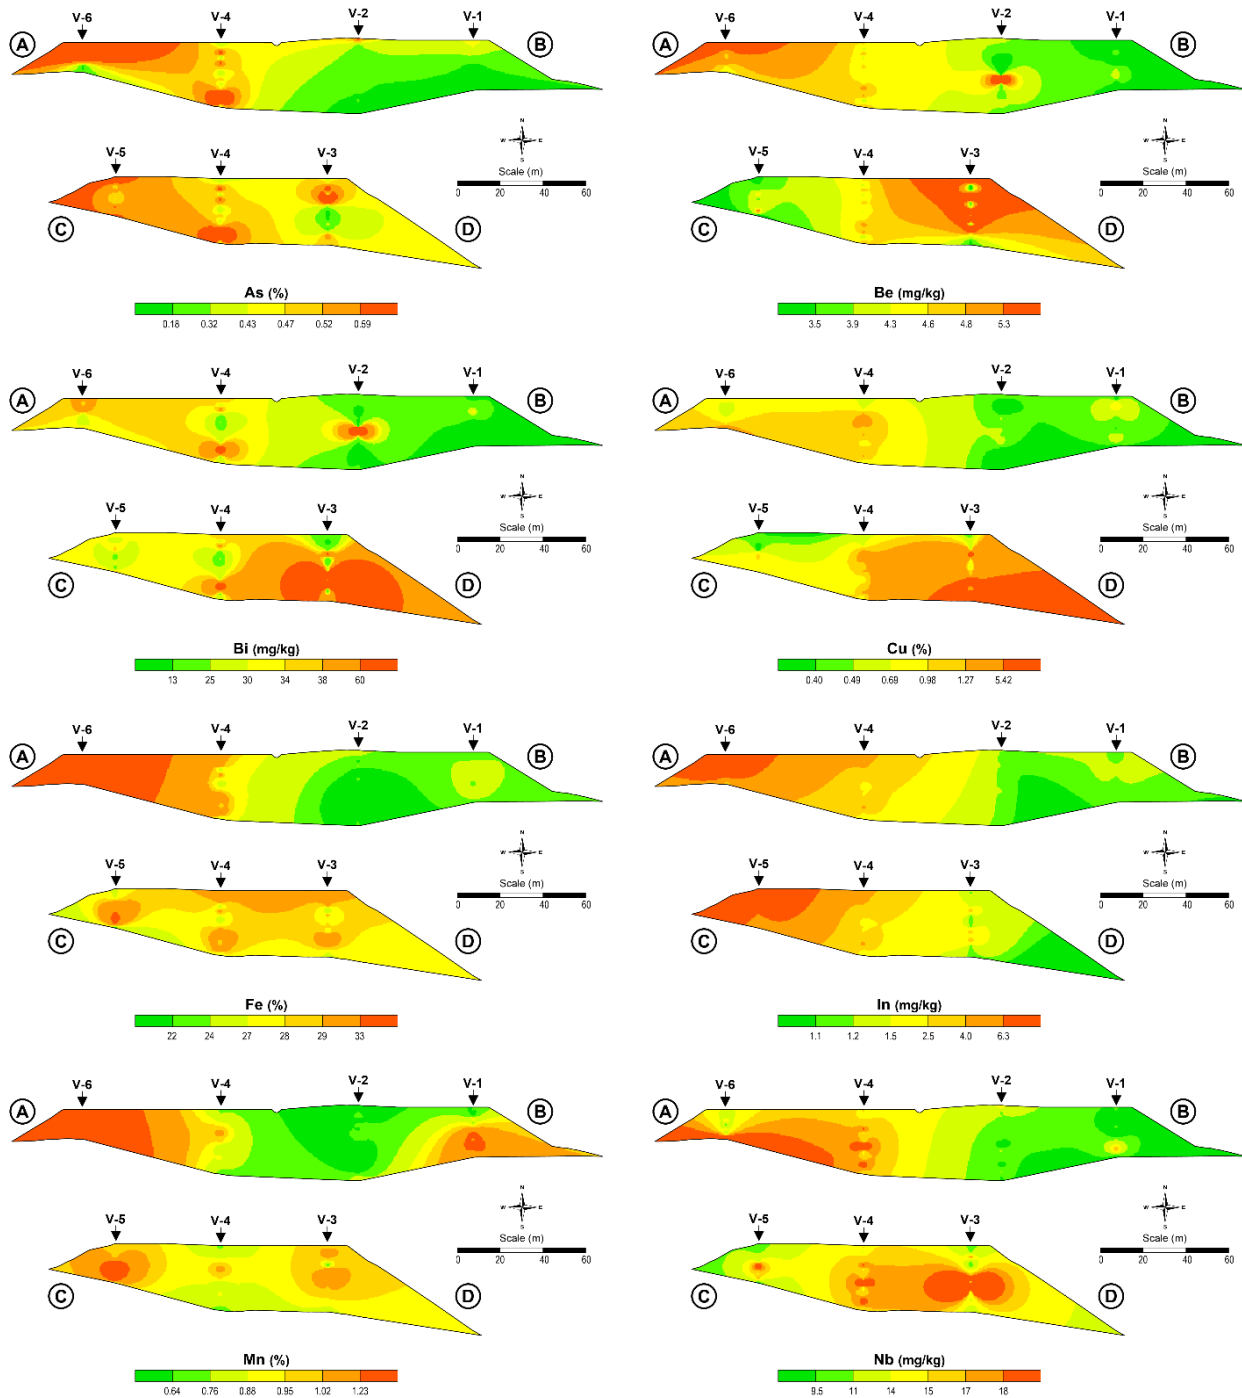 V-6 V-4 V-2 V-1
A B
N
W E
S
V-5 V-4 V-3
Scale (m)
0 20 40 60
C D
As (%)
0.16 0.32 0.43 0.47 0.52 0.59
V-6 V-4 V-2 V-1
A B
N
W E
S
V-5 V-4 V-3
Scale (m)
0 20 40 60
C D
Be (mg/kg)
3.5 3.9 4.3 4.6 4.8 5.3
V-6 V-4 V-2 V-1
A B
N
W E
S
V-5 V-4 V-3
Scale (m)
0 20 40 60
C D
Bi (mg/kg)
13 25 30 34 38 60
V-6 V-4 V-2 V-1
A B
N
W E
S
V-5 V-4 V-3
Scale (m)
0 20 40 60
C D
Cu (%)
0.40 0.49 0.69 0.98 1.27 5.42
V-6 V-4 V-2 V-1
A B
N
W E
S
V-5 V-4 V-3
Scale (m)
0 20 40 60
C D
Fe (%)
22 24 27 28 29 33
V-6 V-4 V-2 V-1
A B
N
W E
S
V-5 V-4 V-3
Scale (m)
0 20 40 60
C D
In (mg/kg)
1.1 1.2 1.5 2.5 4.0 6.3
V-6 V-4 V-2 V-1
A B
N
W E
S
V-5 V-4 V-3
Scale (m)
0 20 40 60
C D
Mn (%)
0.64 0.76 0.88 0.95 1.02 1.23
V-6 V-4 V-2 V-1
A B
N
W E
S
V-5 V-4 V-3
Scale (m)
0 20 40 60
C D
Nb (mg/kg)
9.5 11 14 15 17 18